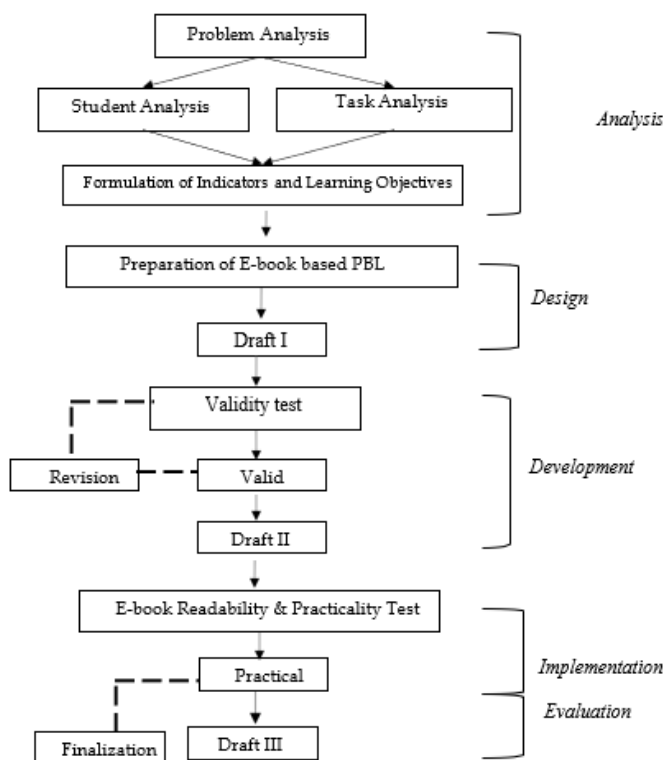 Problem Analysis
Student Analysis
Task Analysis
Analysis
Formulation of Indicators and Learning Objectives
Preparation of E-book based PBL
Design
Draft I
Validity test
Revision
Valid
Development
Draft II
E-book Readability & Practicality Test
Implementation
Practical
Evaluation
Finalization
Draft III